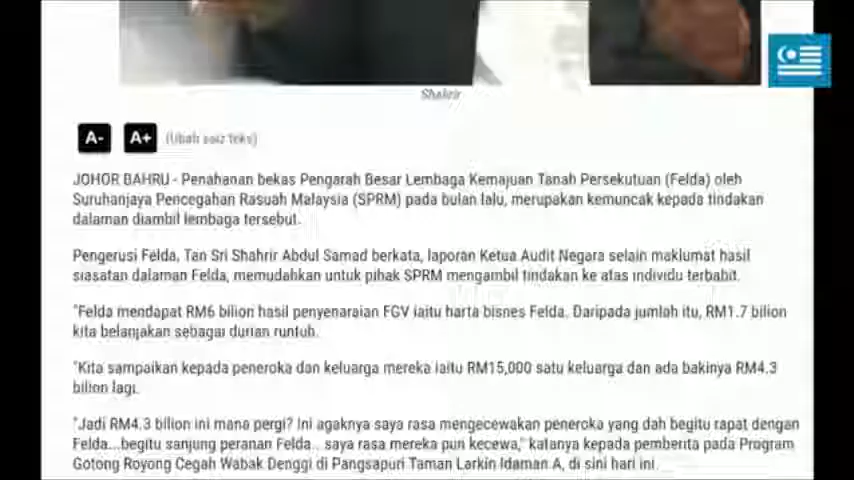 Shahrir
A- A+ (Ubah saiz teks)
JOHOR BAHRU - Penahanan bekas Pengarah Besar Lembaga Kemajuan Tanah Persekutuan (Felda) oleh
Suruhanjaya Pencegahan Rasuah Malaysia (SPRM) pada bulan lalu, merupakan kemuncak kepada tindakan
dalaman diambil lembaga tersebut.
Pengerusi Felda, Tan Sri Shahrir Abdul Samad berkata, laporan Ketua Audit Negara selain maklumat hasil
siasatan dalaman Felda, memudahkan untuk pihak SPRM mengambil tindakan ke atas individu terbabit.
"Felda mendapat RM6 bilion hasil penyenaraian FGV iaitu harta bisnes Felda. Daripada jumlah itu, RM1.7 bilion
kita belanjakan sebagai durian runtuh.
"Kita sampaikan kepada peneroka dan keluarga mereka iaitu RM15,000 satu keluarga dan ada bakinya RM4.3
bilion lagi.
"Jadi RM4.3 bilion ini mana pergi? Ini agaknya saya rasa mengecewakan peneroka yang dah begitu rapat dengan
Felda...begitu sanjung peranan Felda.. saya rasa mereka pun kecewa," katanya kepada pemberita pada Program
Gotong Royong Cegah Wabak Denggi di Pangsapuri Taman Larkin Idaman A, di sini hari ini.